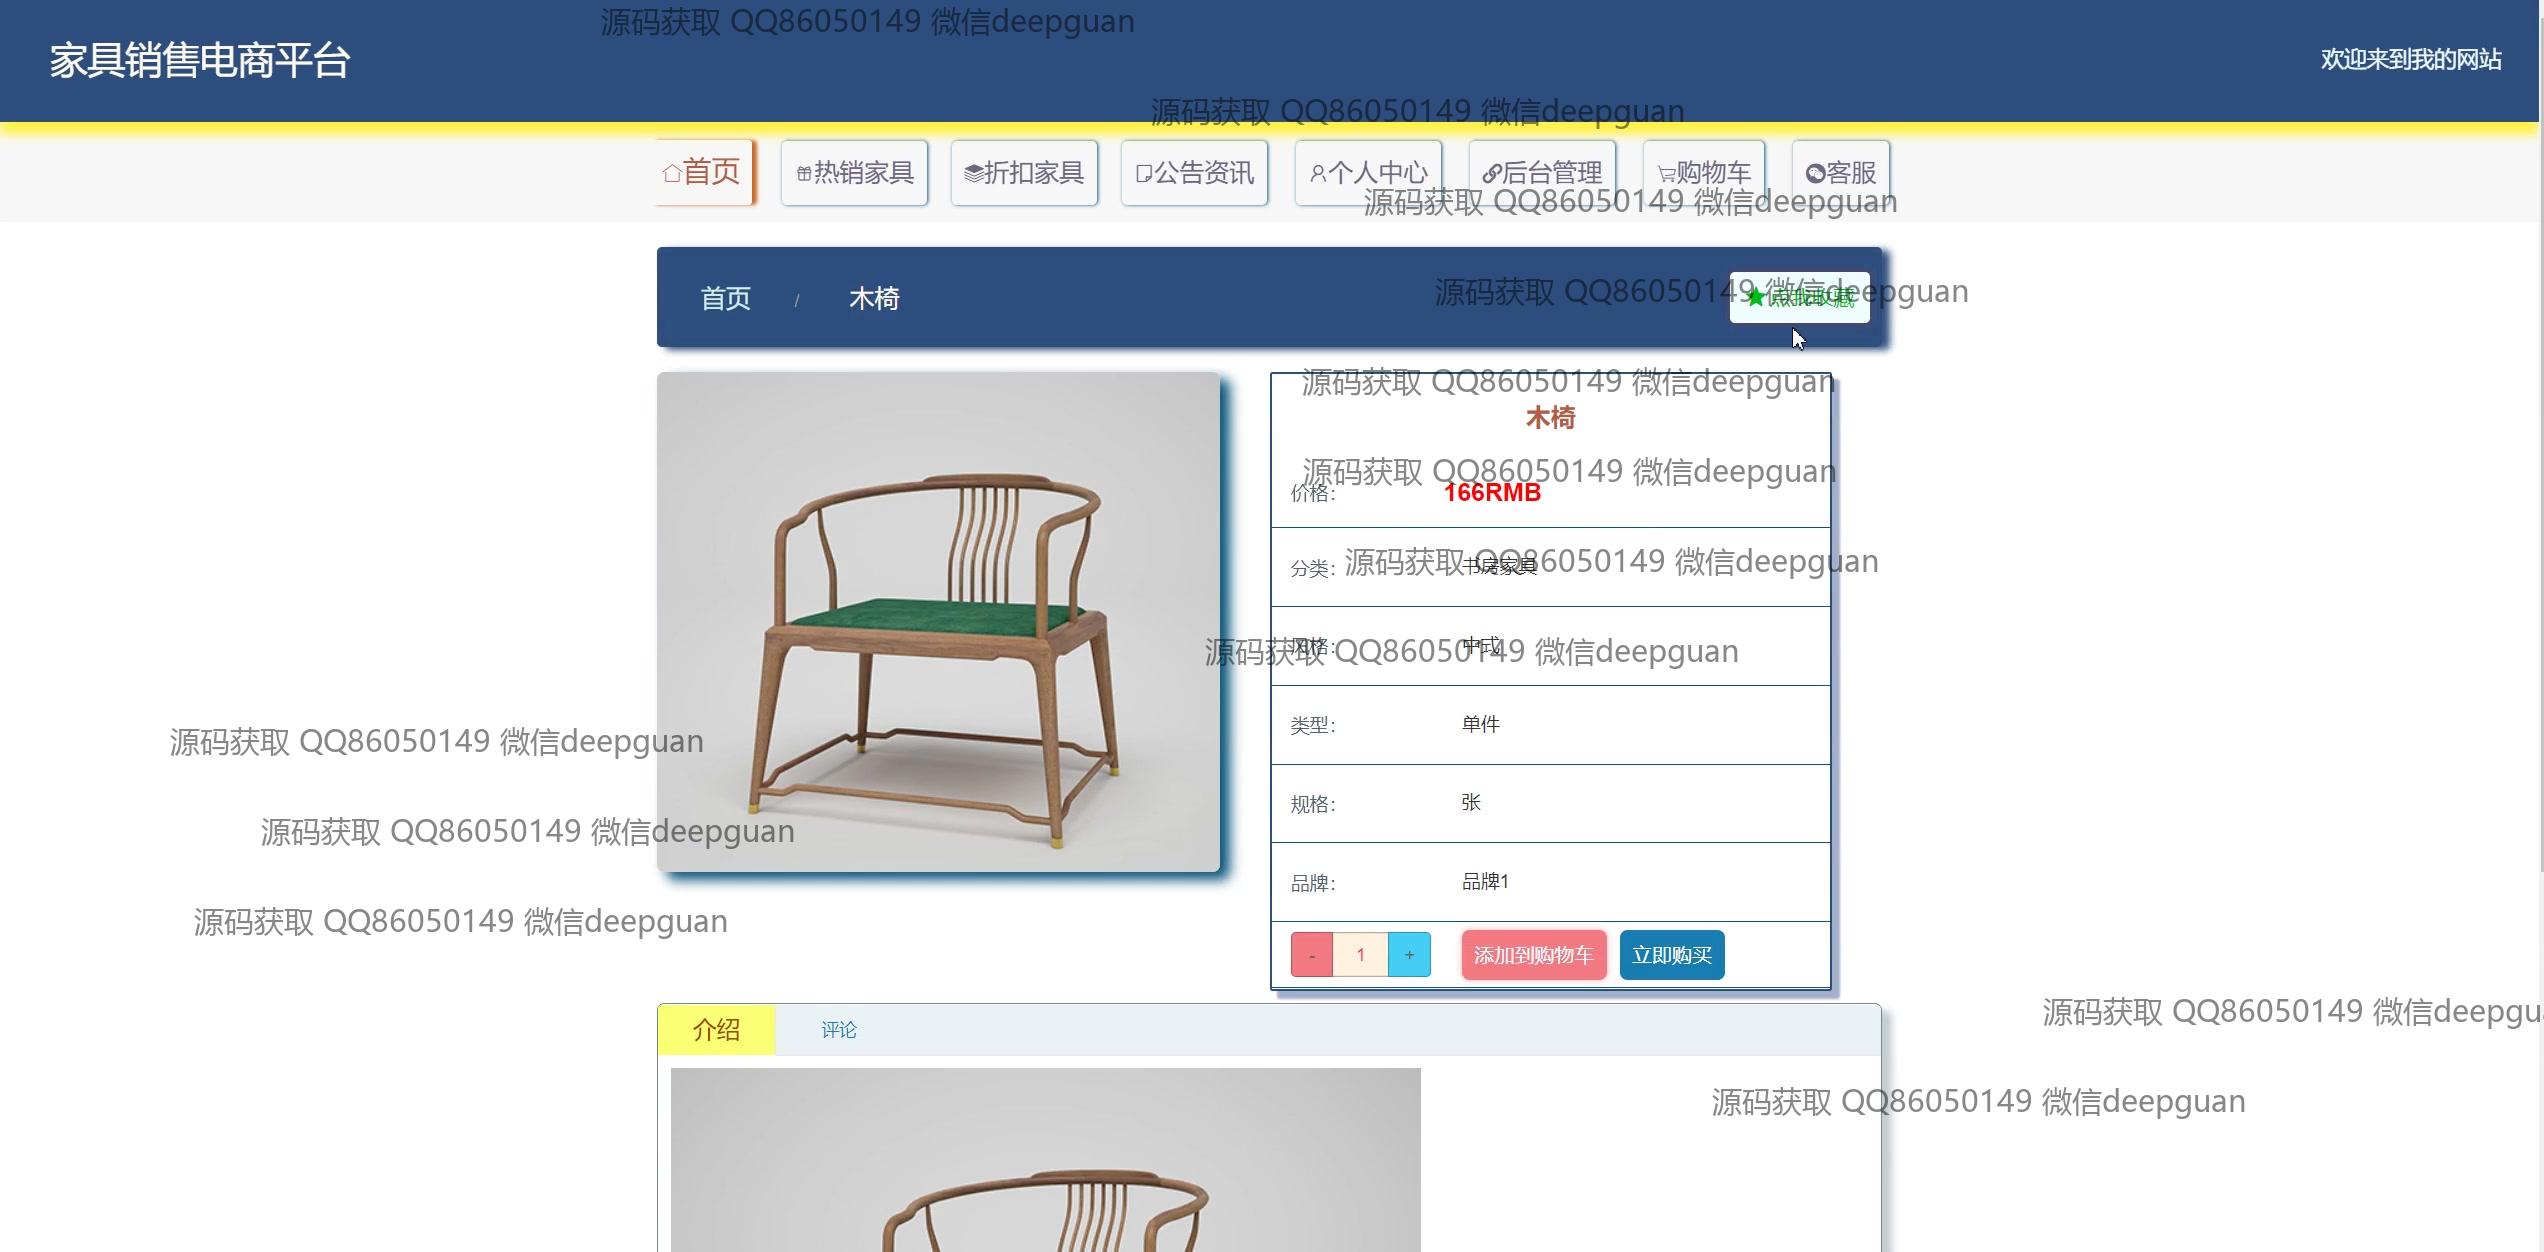 源码获取 QQ86050149 微信deepguan
家具销售电商平台
欢迎来到我的网站
源码获取 QQ86050149 微信deepguan
首页
热销家具
折扣家具
公告资讯
个人中心
后台管理
购物车
客服
源码获取 QQ86050149 微信deepguan
首页 / 木椅
源码获取 QQ86050149 微信deepguan
点我收藏
源码获取 QQ86050149 微信deepguan
木椅
源码获取 QQ86050149 微信deepguan
价格: 166RMB
源码获取 QQ86050149 微信deepguan
分类: 书房家具
风格: 中式
源码获取 QQ86050149 微信deepguan
类型: 单件
源码获取 QQ86050149 微信deepguan
规格: 张
源码获取 QQ86050149 微信deepguan
品牌: 品牌1
源码获取 QQ86050149 微信deepguan
- 1 + 添加到购物车 立即购买
源码获取 QQ86050149 微信deepgu
介绍 评论
源码获取 QQ86050149 微信deepguan